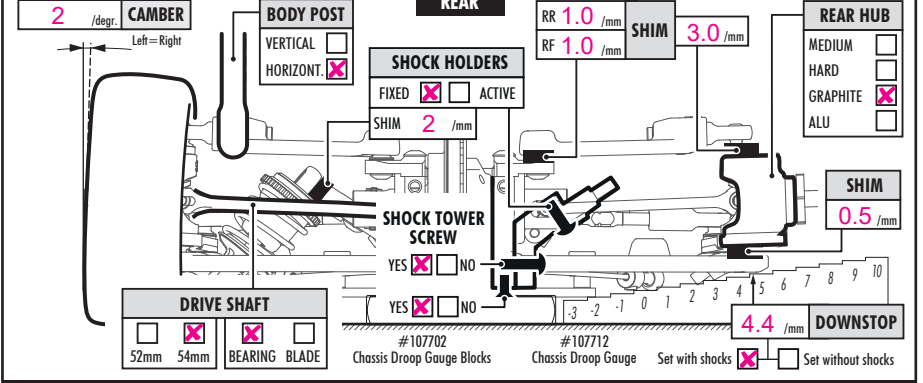 REAR
2 /degr. CAMBER
Left=Right
BODY POST
VERTICAL
HORIZONT.
SHOCK HOLDERS
FIXED ACTIVE
SHIM 2 /mm
RR 1.0 /mm
RF 1.0 /mm
SHIM 3.0 /mm
REAR HUB
MEDIUM
HARD
GRAPHITE
ALU
SHIM
0.5 /mm
SHOCK TOWER
SCREW
YES NO
YES NO
DRIVE SHAFT
52mm 54mm BEARING BLADE
#107702
Chassis Droop Gauge Blocks
#107712
Chassis Droop Gauge
-3 -2 -1 0 1 2 3 4 5 6 7 8 9 10
4.4 /mm DOWNSTOP
Set with shocks Set without shocks